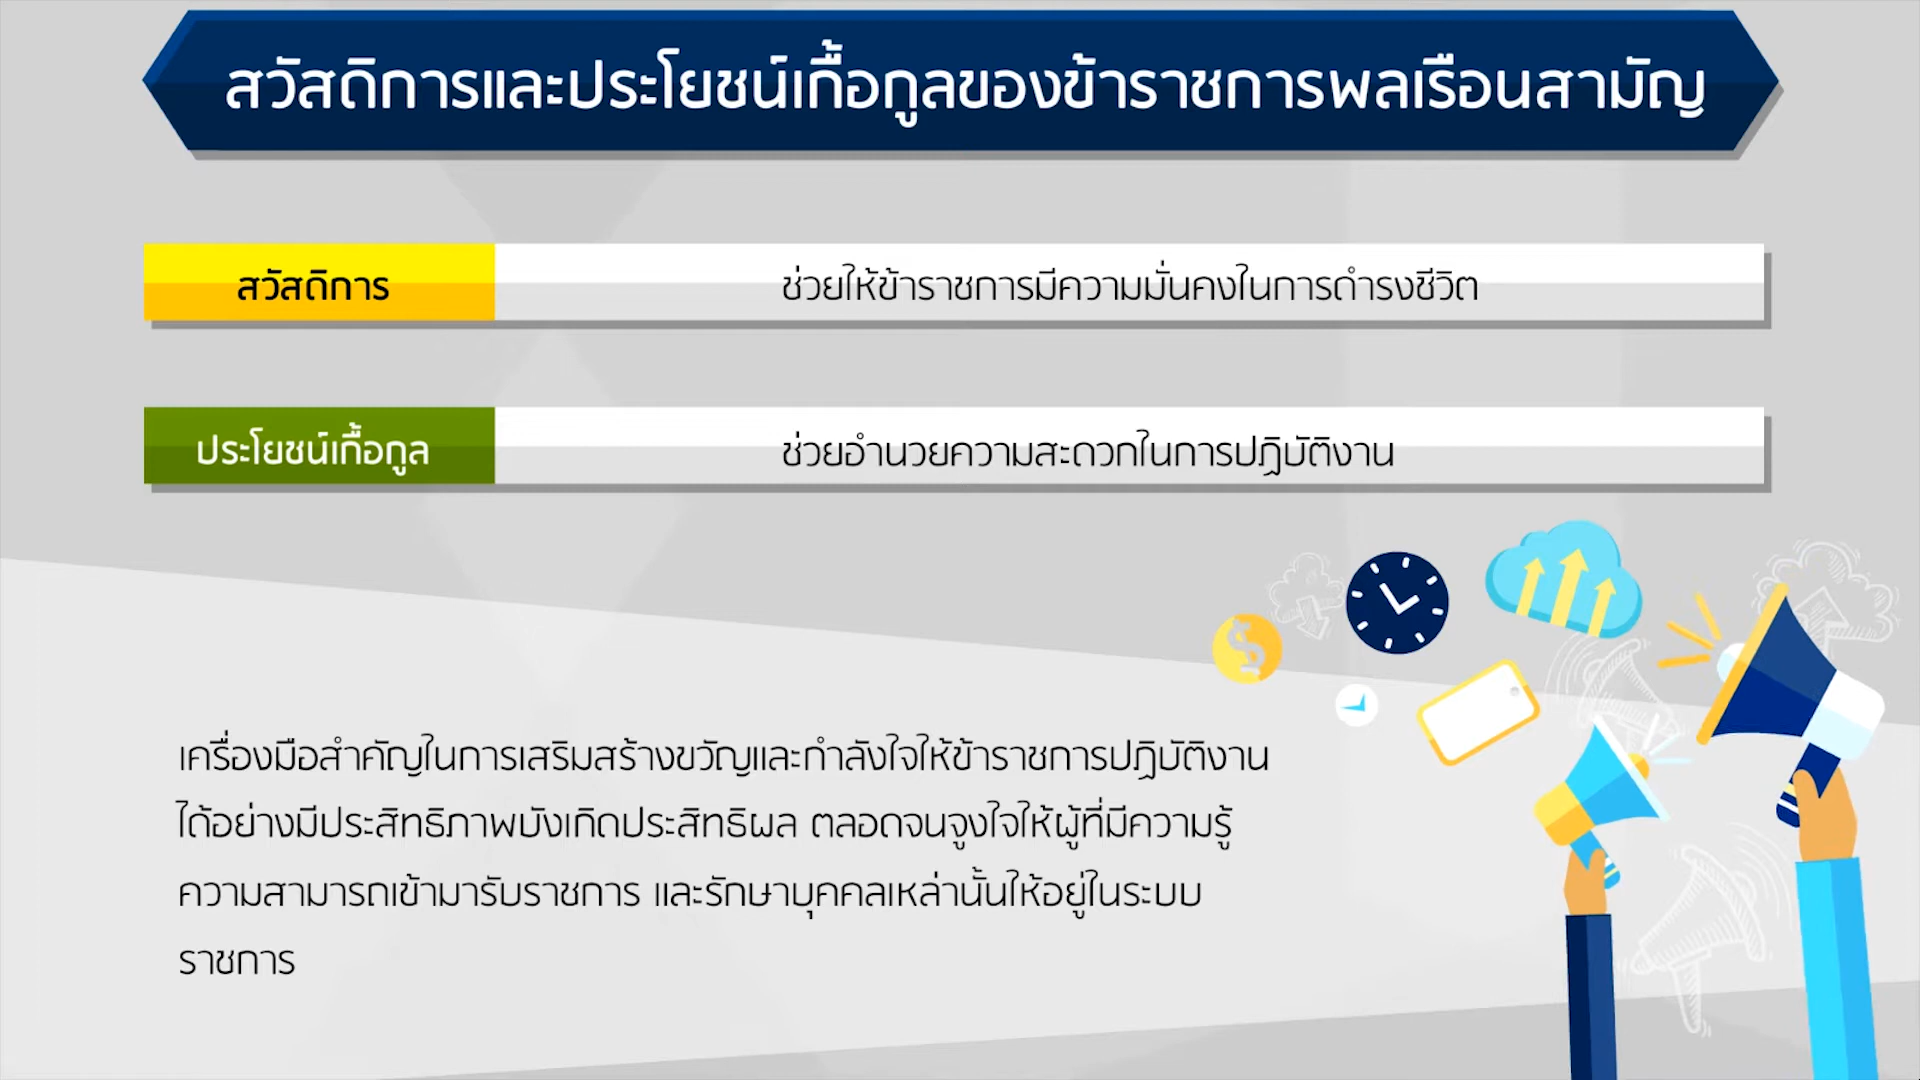 สวัสดิการและประโยชน์เกื้อกูลของข้าราชการพลเรือนสามัญ
สวัสดิการ
ช่วยให้ข้าราชการมีความมั่นคงในการดำรงชีวิต
ประโยชน์เกื้อกูล
ช่วยอำนวยความสะดวกในการปฏิบัติงาน
เครื่องมือสำคัญในการเสริมสร้างขวัญและกำลังใจให้ข้าราชการปฏิบัติงาน
ได้อย่างมีประสิทธิภาพบังเกิดประสิทธิผล ตลอดจนจูงใจให้ผู้ที่มีความรู้
ความสามารถเข้ามารับราชการ และรักษาบุคคลเหล่านั้นให้อยู่ในระบบ
ราชการ